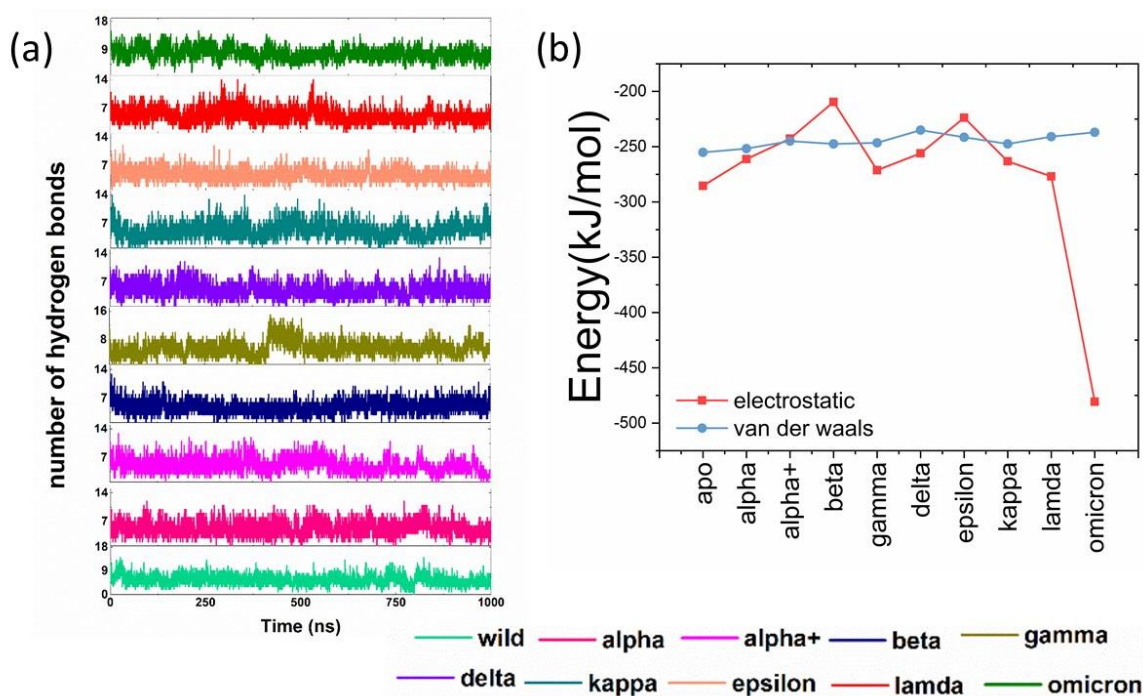 (a)
number of hydrogen bonds
18
9
14
7
14
7
14
7
14
7
16
8
14
7
14
7
14
7
18
9
0
0 250 500 750 1000
Time (ns)
(b)
Energy(kJ/mol)
-200
-250
-300
-350
-400
-450
-500
electrostatic
van der waals
apo
alpha
alpha+
beta
gamma
delta
epsilon
kappa
lamda
omicron
wild alpha alpha+ beta gamma
delta kappa epsilon lamda omicron